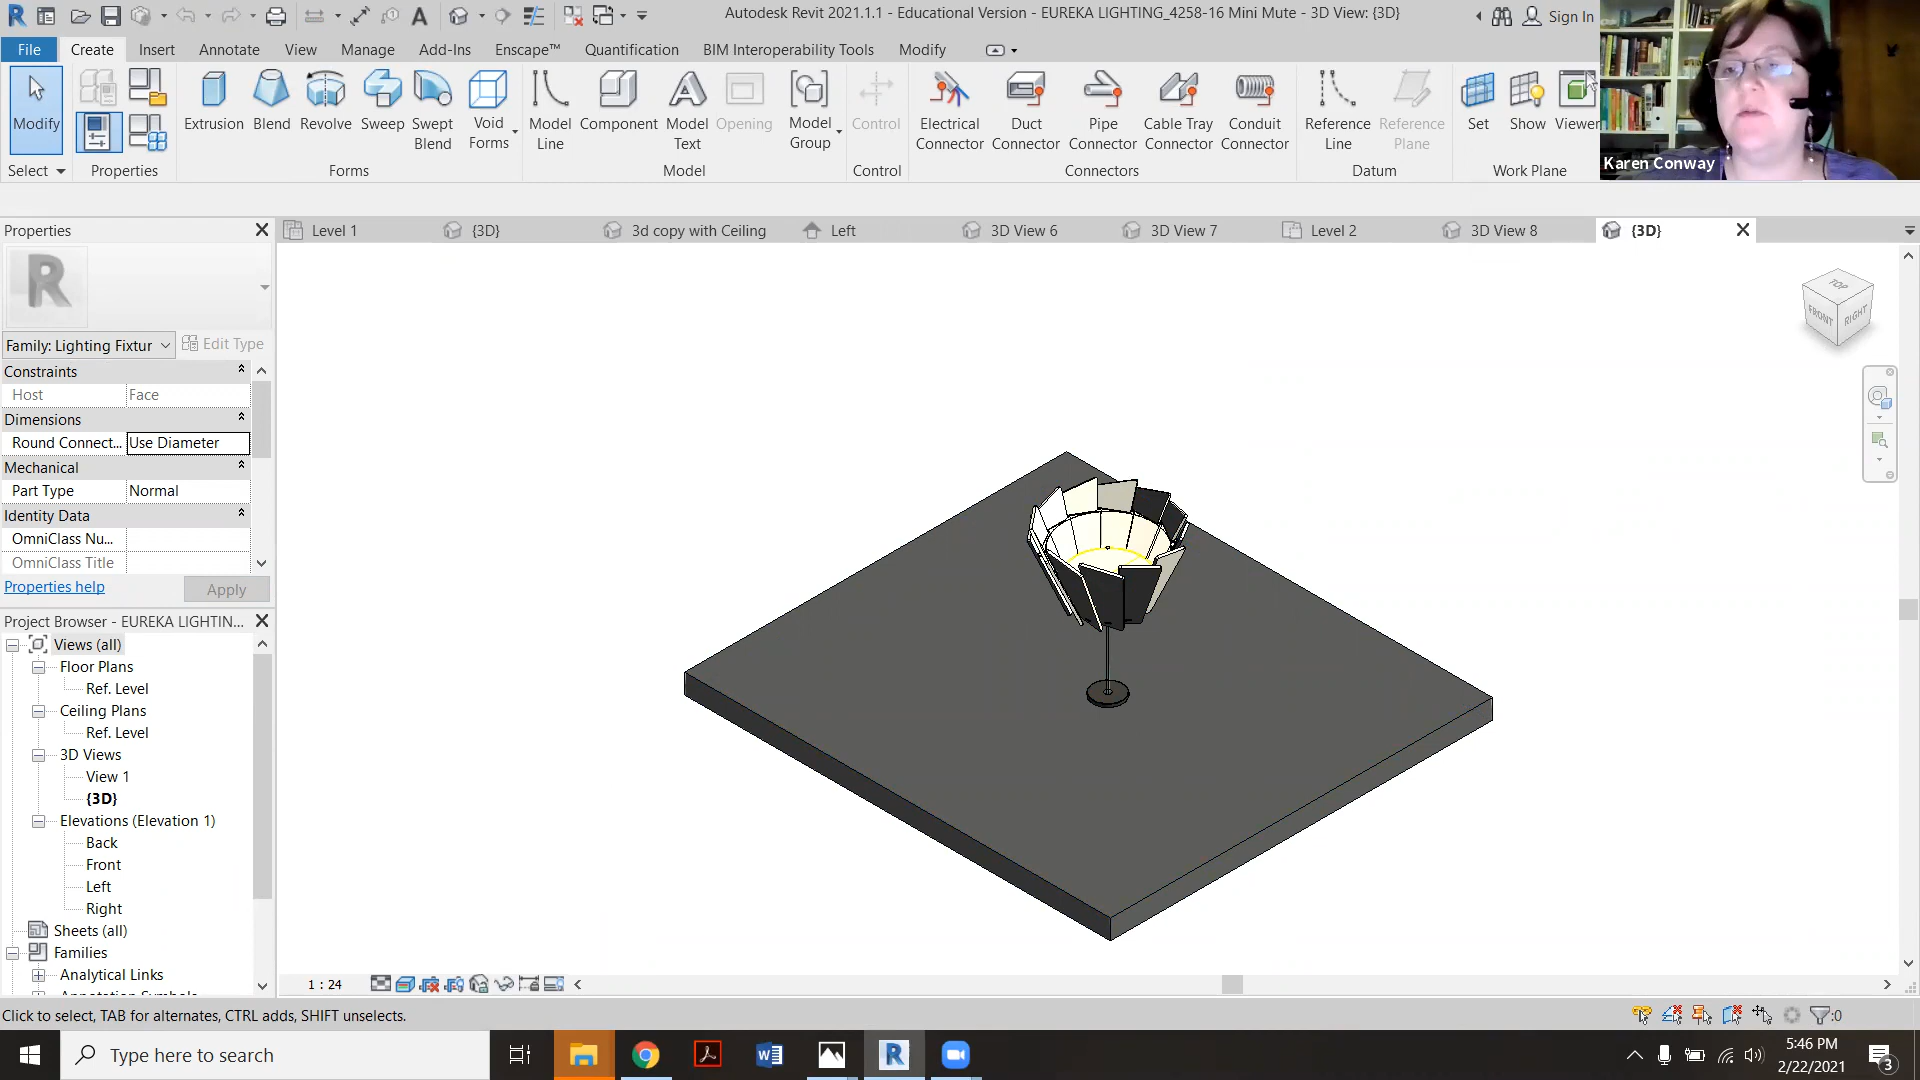 Autodesk Revit 2021.1.1 - Educational Version - EUREKA LIGHTING_4258-16 Mini Mute - 3D View: {3D}
Sign In
File Create Insert Annotate View Manage Add-Ins Enscape™ Quantification BIM Interoperability Tools Modify
Modify
Extrusion Blend Revolve Sweep Swept Blend Void Forms
Model Line Component Model Text Opening Model Group
Control
Electrical Connector Duct Connector Pipe Connector Cable Tray Connector Conduit Connector
Reference Line Reference Plane
Set Show Viewer
Select Properties Forms Model Control Connectors Datum Work Plane
Karen Conway
Properties
Level 1 {3D} 3d copy with Ceiling Left 3D View 6 3D View 7 Level 2 3D View 8 {3D}
R
Family: Lighting Fixtur Edit Type
Constraints
Host Face
Dimensions
Round Connect... Use Diameter
Mechanical
Part Type Normal
Identity Data
OmniClass Nu...
OmniClass Title
Properties help Apply
Project Browser - EUREKA LIGHTIN...
Views (all)
Floor Plans
Ref. Level
Ceiling Plans
Ref. Level
3D Views
View 1
{3D}
Elevations (Elevation 1)
Back
Front
Left
Right
Sheets (all)
Families
Analytical Links
TOP
FRONT RIGHT
1 : 24
Click to select, TAB for alternates, CTRL adds, SHIFT unselects.
:0
Type here to search
5:46 PM
2/22/2021
3